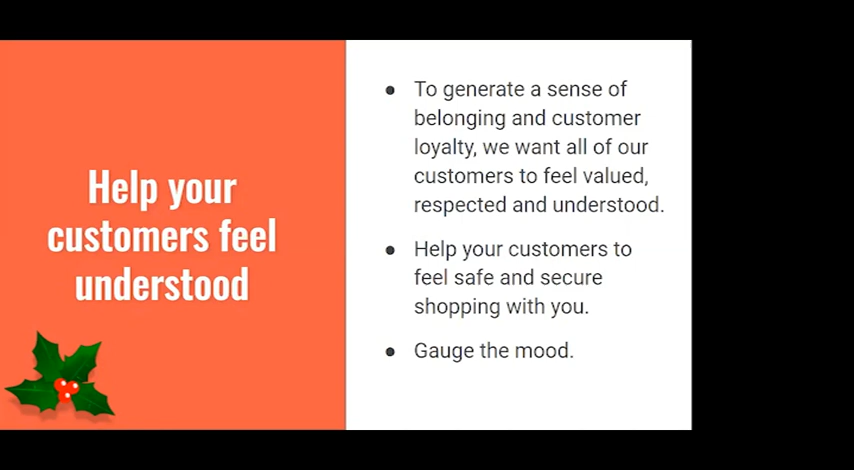 Help your
customers feel
understood
● To generate a sense of
belonging and customer
loyalty, we want all of our
customers to feel valued,
respected and understood.
● Help your customers to
feel safe and secure
shopping with you.
● Gauge the mood.